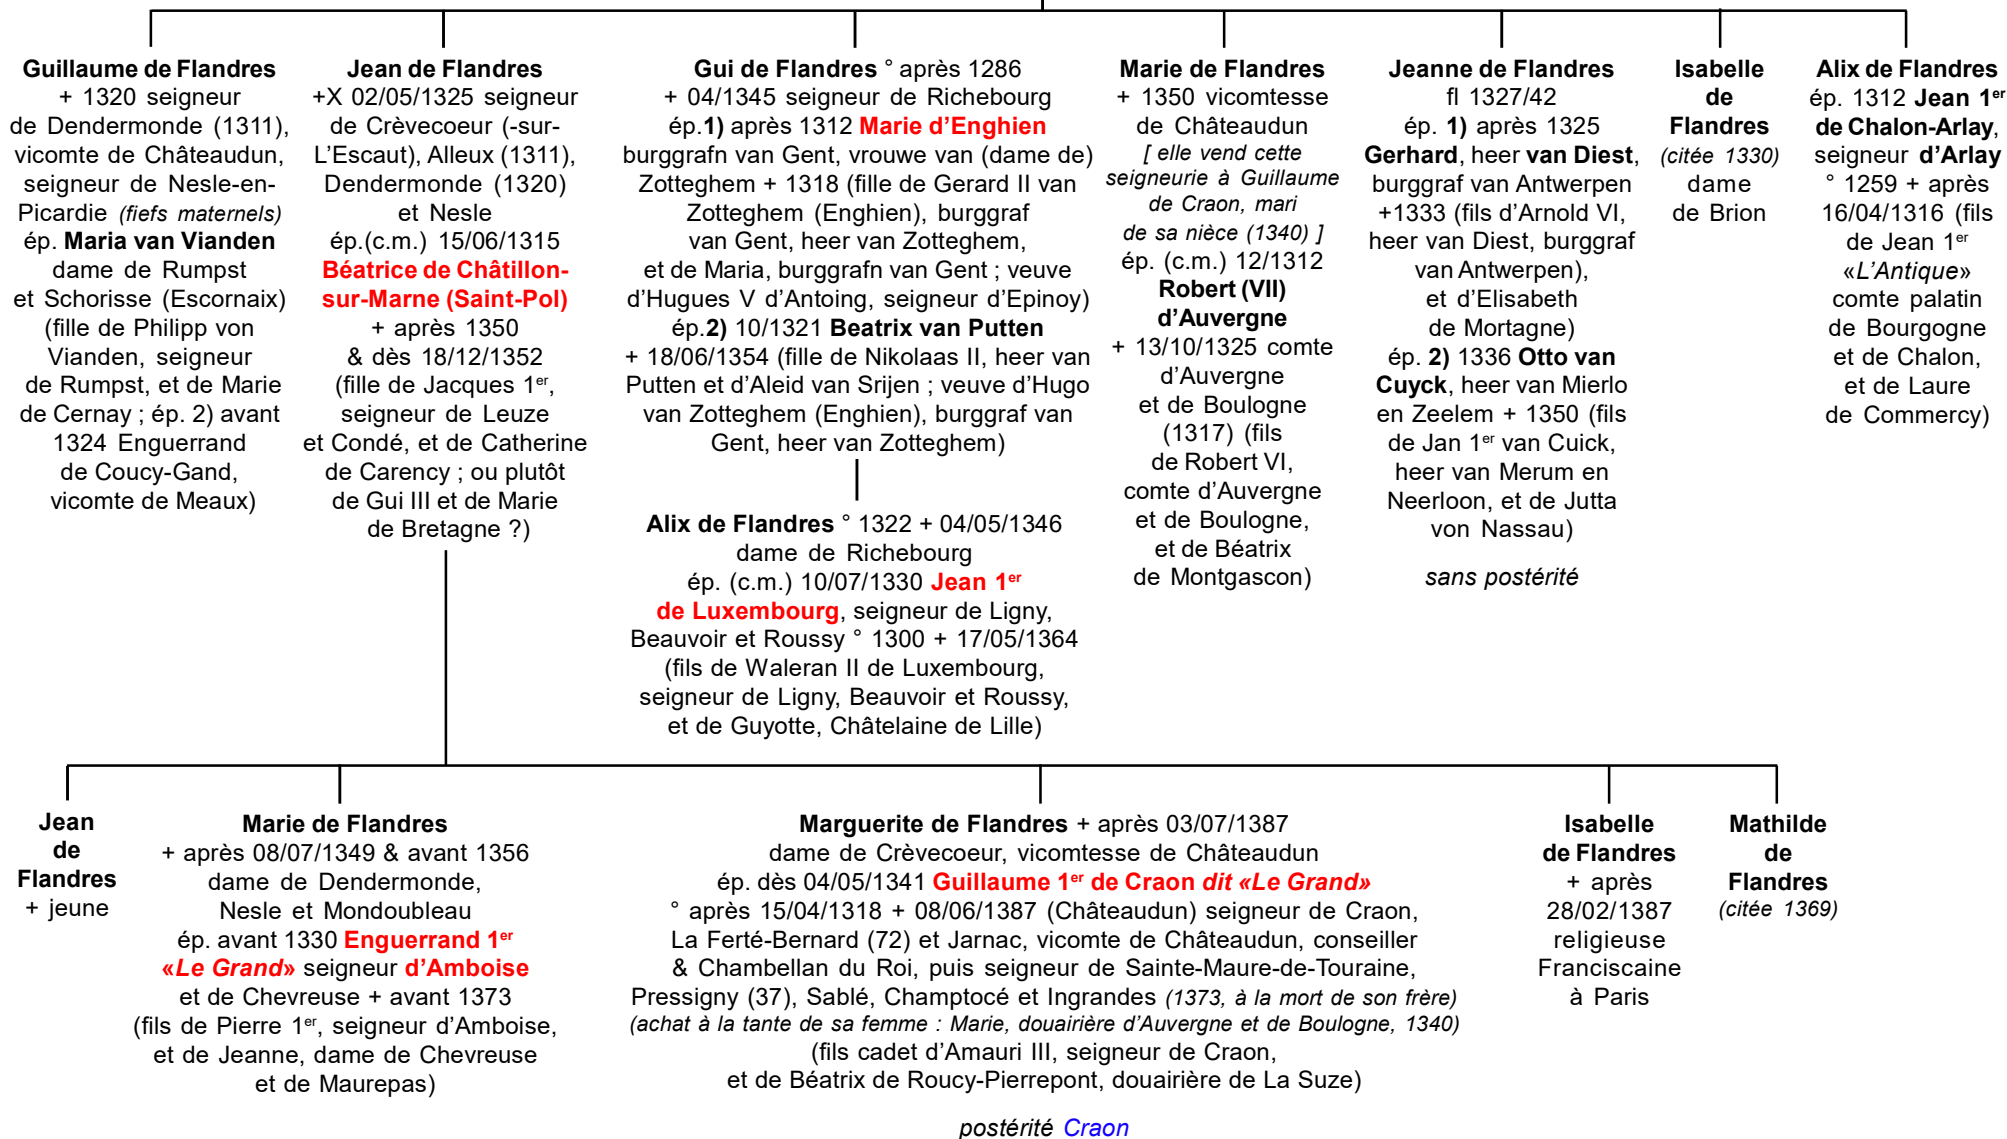 Guillaume de Flandres
+ 1320 seigneur
de Dendermonde (1311),
vicomte de Châteaudun,
seigneur de Nesle-en-
Picardie (fiefs maternels)
ép. Maria van Vianden
dame de Rumpst
et Schorisse (Escornaix)
(fille de Philipp von
Vianden, seigneur
de Rumpst, et de Marie
de Cernay ; ép. 2) avant
1324 Enguerrand
de Coucy-Gand,
vicomte de Meaux)
Jean de Flandres
+X 02/05/1325 seigneur
de Crèvecoeur (-sur-
L'Escaut), Alleux (1311),
Dendermonde (1320)
et Nesle
ép.(c.m.) 15/06/1315
Béatrice de Châtillon-
sur-Marne (Saint-Pol)
+ après 1350
& dès 18/12/1352
(fille de Jacques 1er,
seigneur de Leuze
et Condé, et de Catherine
de Carency ; ou plutôt
de Gui III et de Marie
de Bretagne ?)
Gui de Flandres ° après 1286
+ 04/1345 seigneur de Richebourg
ép.1) après 1312 Marie d'Enghien
burggrafn van Gent, vrouwe van (dame de)
Zotteghem + 1318 (fille de Gerard II van
Zotteghem (Enghien), burggraf
van Gent, heer van Zotteghem,
et de Maria, burggrafn van Gent ; veuve
d'Hugues V d'Antoing, seigneur d'Epinoy)
ép.2) 10/1321 Beatrix van Putten
+ 18/06/1354 (fille de Nikolaas II, heer van
Putten et d'Aleid van Srijen ; veuve d'Hugo
van Zotteghem (Enghien), burggraf van
Gent, heer van Zotteghem)
Marie de Flandres
+ 1350 vicomtesse
de Châteaudun
[ elle vend cette
seigneurie à Guillaume
de Craon, mari
de sa nièce (1340) ]
ép. (c.m.) 12/1312
Robert (VII)
d'Auvergne
+ 13/10/1325 comte
d'Auvergne
et de Boulogne
(1317) (fils
de Robert VI,
comte d'Auvergne
et de Boulogne,
et de Béatrix
de Montgascon)
Jeanne de Flandres
fl 1327/42
ép. 1) après 1325
Gerhard, heer van Diest,
burggraf van Antwerpen
+1333 (fils d'Arnold VI,
heer van Diest, burggraf
van Antwerpen),
et d'Elisabeth
de Mortagne)
ép. 2) 1336 Otto van
Cuyck, heer van Mierlo
en Zeelem + 1350 (fils
de Jan 1er van Cuick,
heer van Merum en
Neerloon, et de Jutta
von Nassau)
sans postérité
Isabelle
de
Flandres
(citée 1330)
dame
de Brion
Alix de Flandres
ép. 1312 Jean 1er
de Chalon-Arlay,
seigneur d'Arlay
° 1259 + après
16/04/1316 (fils
de Jean 1er
«L'Antique»
comte palatin
de Bourgogne
et de Chalon,
et de Laure
de Commercy)
Alix de Flandres ° 1322 + 04/05/1346
dame de Richebourg
ép. (c.m.) 10/07/1330 Jean 1er
de Luxembourg, seigneur de Ligny,
Beauvoir et Roussy ° 1300 + 17/05/1364
(fils de Waleran II de Luxembourg,
seigneur de Ligny, Beauvoir et Roussy,
et de Guyotte, Châtelaine de Lille)
Jean
de
Flandres
+ jeune
Marie de Flandres
+ après 08/07/1349 & avant 1356
dame de Dendermonde,
Nesle et Mondoubleau
ép. avant 1330 Enguerrand 1er
«Le Grand» seigneur d'Amboise
et de Chevreuse + avant 1373
(fils de Pierre 1er, seigneur d'Amboise,
et de Jeanne, dame de Chevreuse
et de Maurepas)
Marguerite de Flandres + après 03/07/1387
dame de Crèvecoeur, vicomtesse de Châteaudun
ép. dès 04/05/1341 Guillaume 1er de Craon dit «Le Grand»
° après 15/04/1318 + 08/06/1387 (Châteaudun) seigneur de Craon,
La Ferté-Bernard (72) et Jarnac, vicomte de Châteaudun, conseiller
& Chambellan du Roi, puis seigneur de Sainte-Maure-de-Touraine,
Pressigny (37), Sablé, Champtocé et Ingrandes (1373, à la mort de son frère)
(achat à la tante de sa femme : Marie, douairière d'Auvergne et de Boulogne, 1340)
(fils cadet d'Amauri III, seigneur de Craon,
et de Béatrix de Roucy-Pierrepont, douairière de La Suze)
postérité Craon
Isabelle
de Flandres
+ après
28/02/1387
religieuse
Franciscaine
à Paris
Mathilde
de
Flandres
(citée 1369)